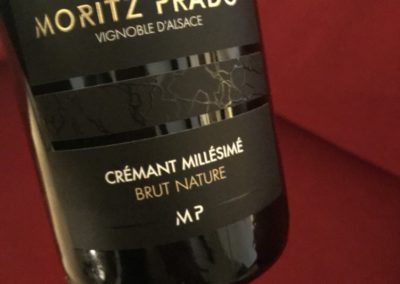 MORITZ PRADO
VIGNOBLE D'ALSACE
CRÉMANT MILLÉSIMÉ
BRUT NATURE
MP